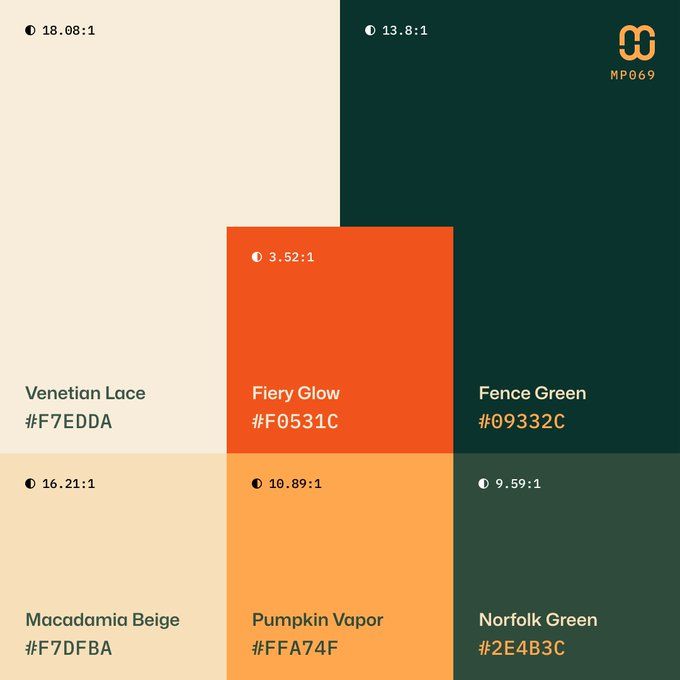 18.08:1
13.8:1
MP069
3.52:1
Venetian Lace
#F7EDDA
Fiery Glow
#F0531C
Fence Green
#09332C
16.21:1
10.89:1
9.59:1
Macadamia Beige
#F7DFBA
Pumpkin Vapor
#FFA74F
Norfolk Green
#2E4B3C